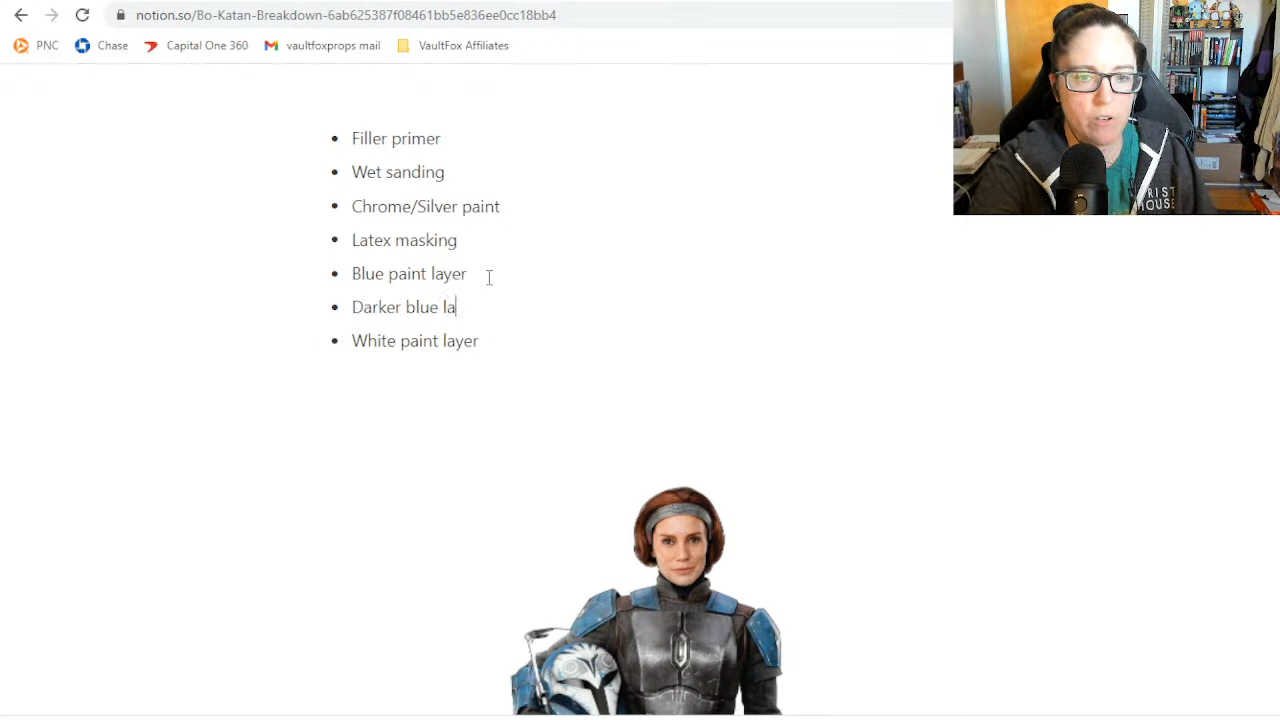 notion.so/Bo-Katan-Breakdown-6ab625387f08461bb5e836ee0cc18bb4
PNC Chase Capital One 360 vaultfoxprops mail VaultFox Affiliates
• Filler primer
• Wet sanding
• Chrome/Silver paint
• Latex masking
• Blue paint layer
• Darker blue la
• White paint layer